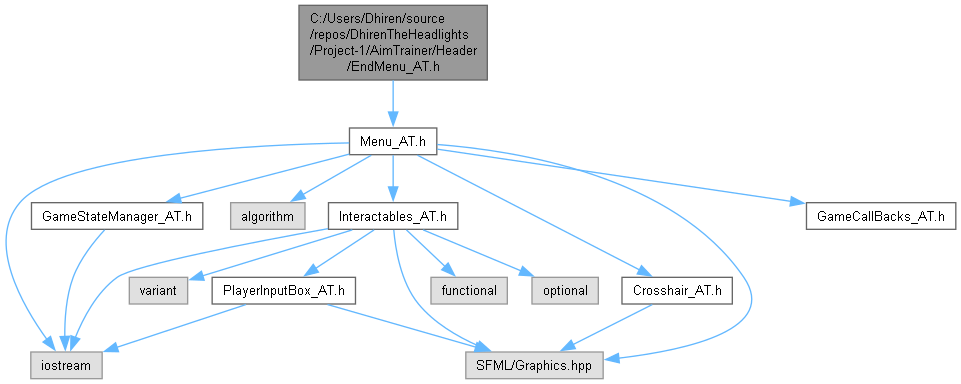 C:/Users/Dhiren/source
/repos/DhirenTheHeadlights
/Project-1/AimTrainer/Header
/EndMenu_AT.h
Menu_AT.h
GameStateManager_AT.h
algorithm
Interactables_AT.h
GameCallBacks_AT.h
variant
PlayerInputBox_AT.h
functional
optional
Crosshair_AT.h
iostream
SFML/Graphics.hpp